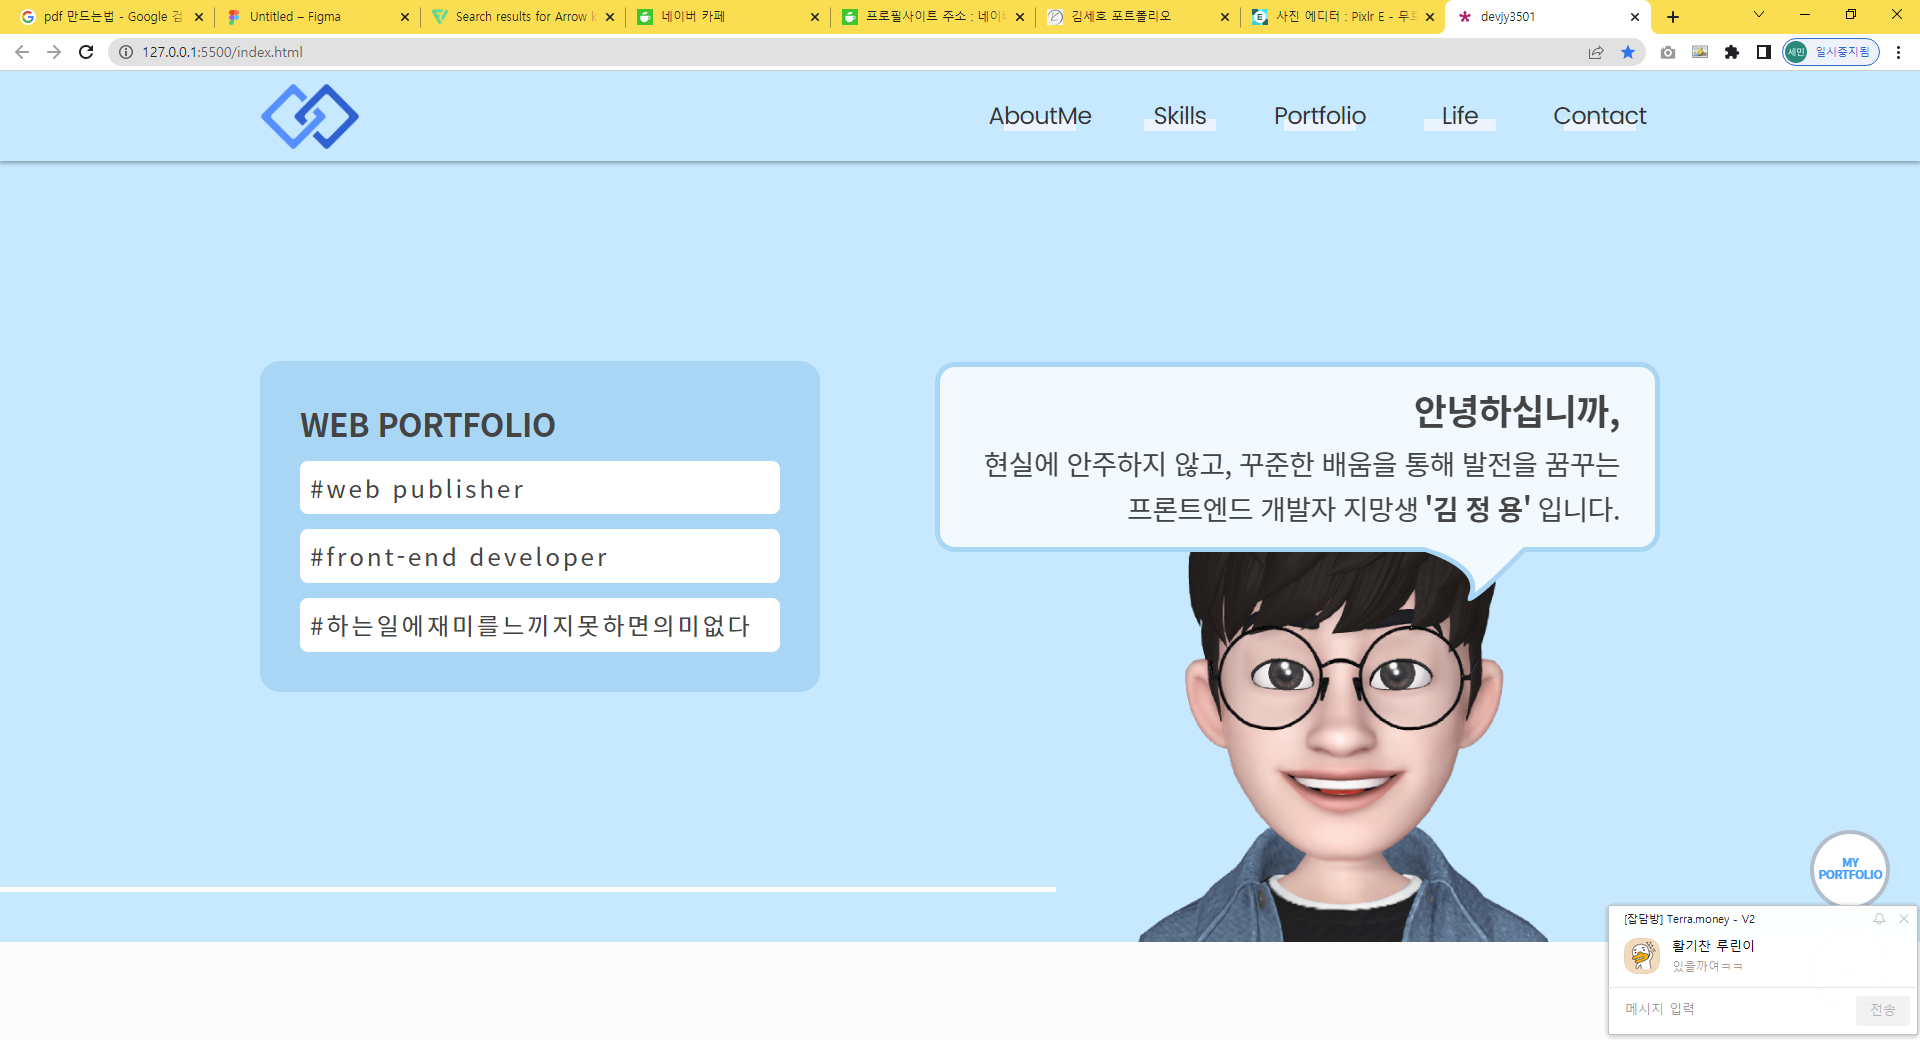 pdf 만드는법 - Google 검
Untitled – Figma
Search results for Arrow k
네이버 카페
프로필사이트 주소 : 네이버
김세호 포트폴리오
사진 에디터 : Pixlr E - 무료
devjy3501
127.0.0.1:5500/index.html
세민
일시중지됨
AboutMe
Skills
Portfolio
Life
Contact
WEB PORTFOLIO
#web publisher
#front-end developer
#하는일에재미를느끼지못하면의미없다
안녕하십니까,
현실에 안주하지 않고, 꾸준한 배움을 통해 발전을 꿈꾸는
프론트엔드 개발자 지망생 '김 정 용' 입니다.
MY
PORTFOLIO
[잡담방] Terra.money - V2
활기찬 루린이
있을까여ㅋㅋ
메시지 입력
전송